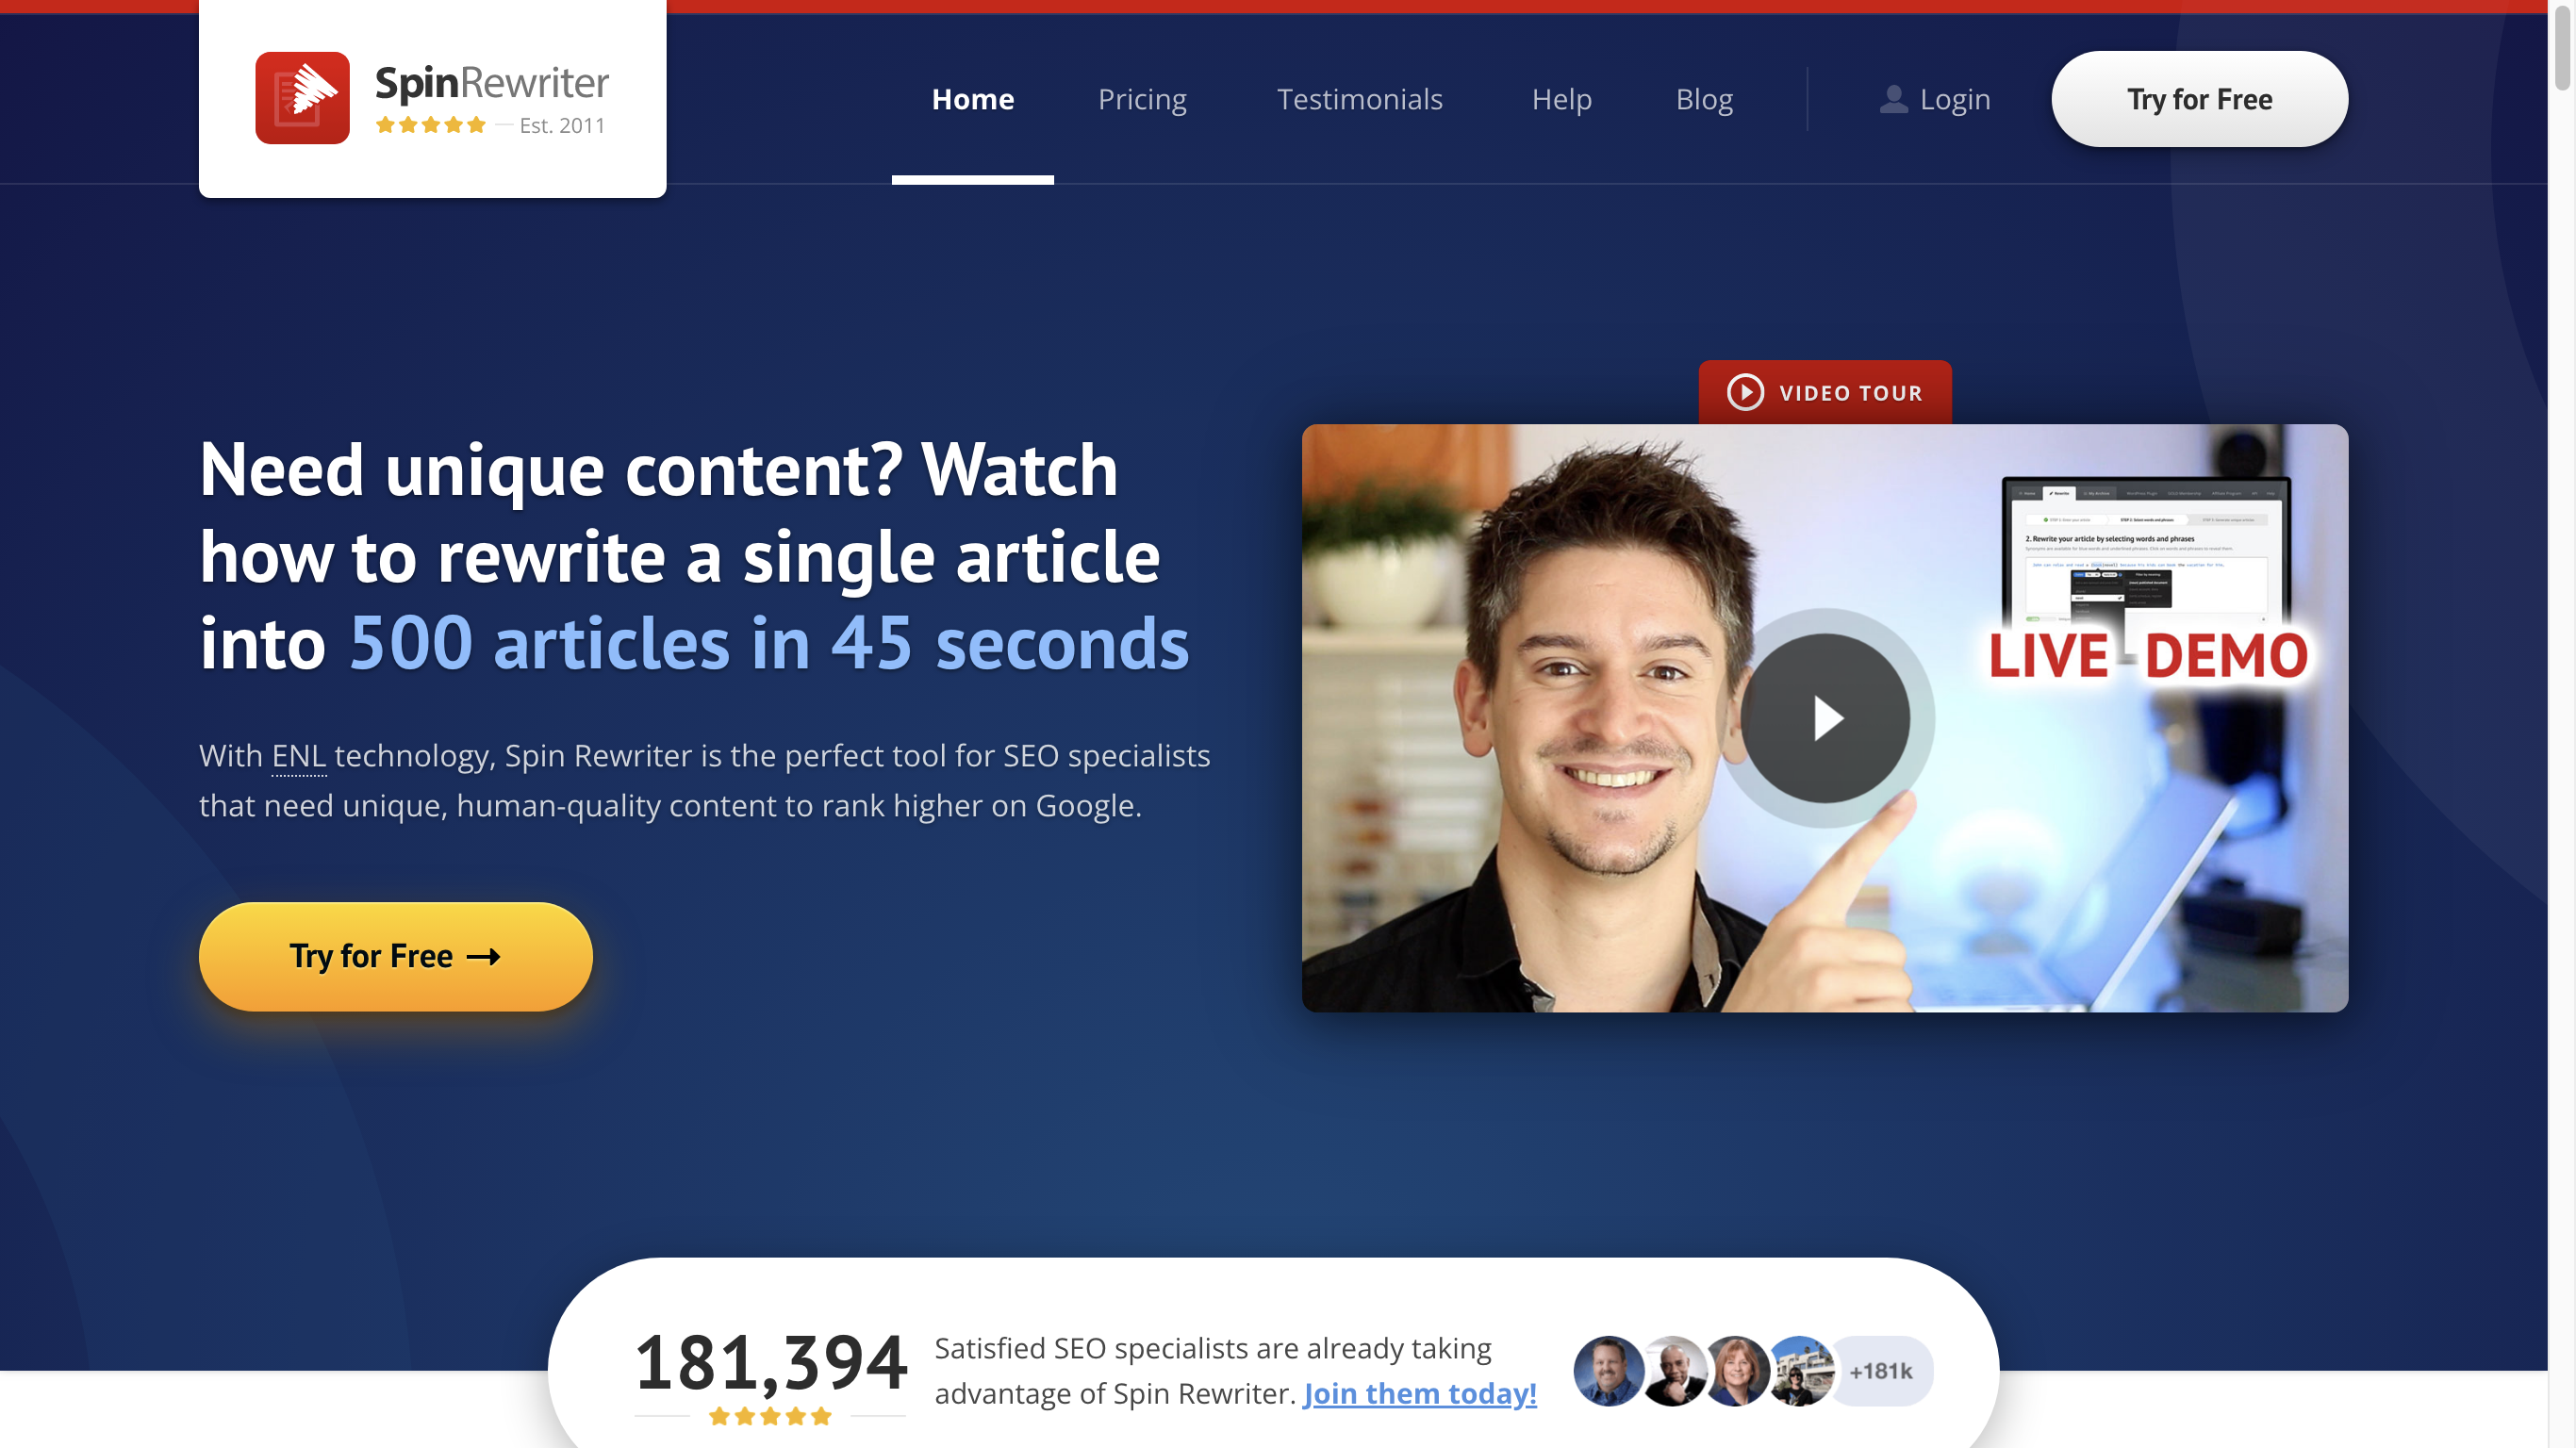 SpinRewriter
Est. 2011
Home
Pricing
Testimonials
Help
Blog
Login
Try for Free
Need unique content? Watch
how to rewrite a single article
into 500 articles in 45 seconds
With ENL technology, Spin Rewriter is the perfect tool for SEO specialists
that need unique, human-quality content to rank higher on Google.
Try for Free →
VIDEO TOUR
2. Rewrite your article by selecting words and phrases
LIVE DEMO
181,394
Satisfied SEO specialists are already taking
advantage of Spin Rewriter. Join them today!
+181k